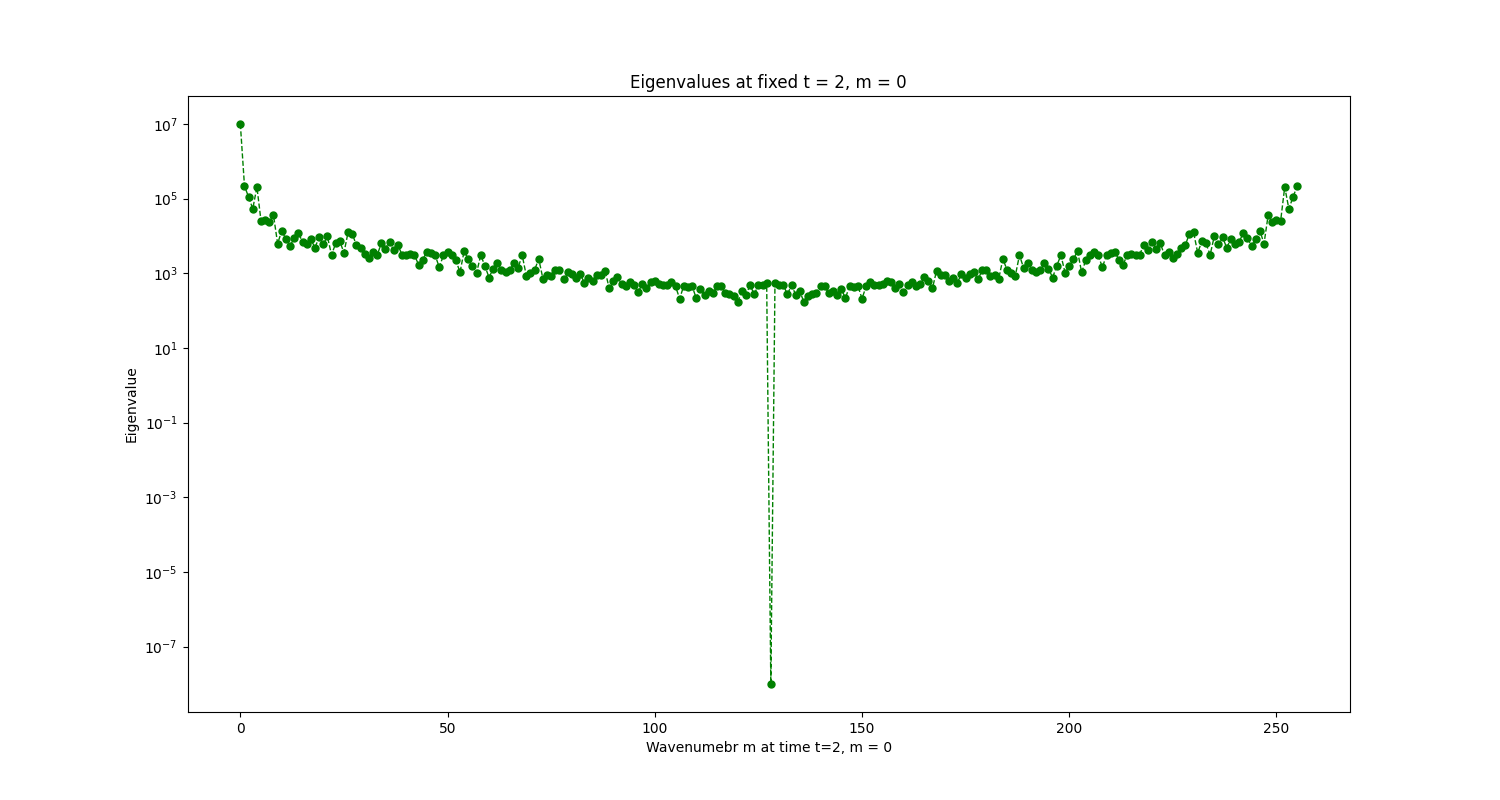 Eigenvalues at fixed t = 2, m = 0
10^7
10^5
10^3
10^1
10^−1
10^−3
10^−5
10^−7
Eigenvalue
0 50 100 150 200 250
Wavenumebr m at time t=2, m = 0